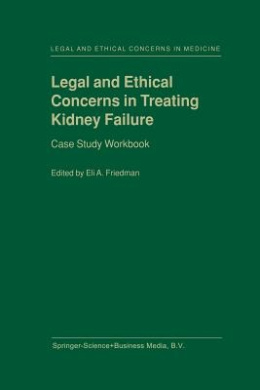 LEGAL AND ETHICAL CONCERNS IN MEDICINE
Legal and Ethical
Concerns in Treating
Kidney Failure
Case Study Workbook
Edited by Eli A. Friedman
Springer-Science+Business Media, B.V.